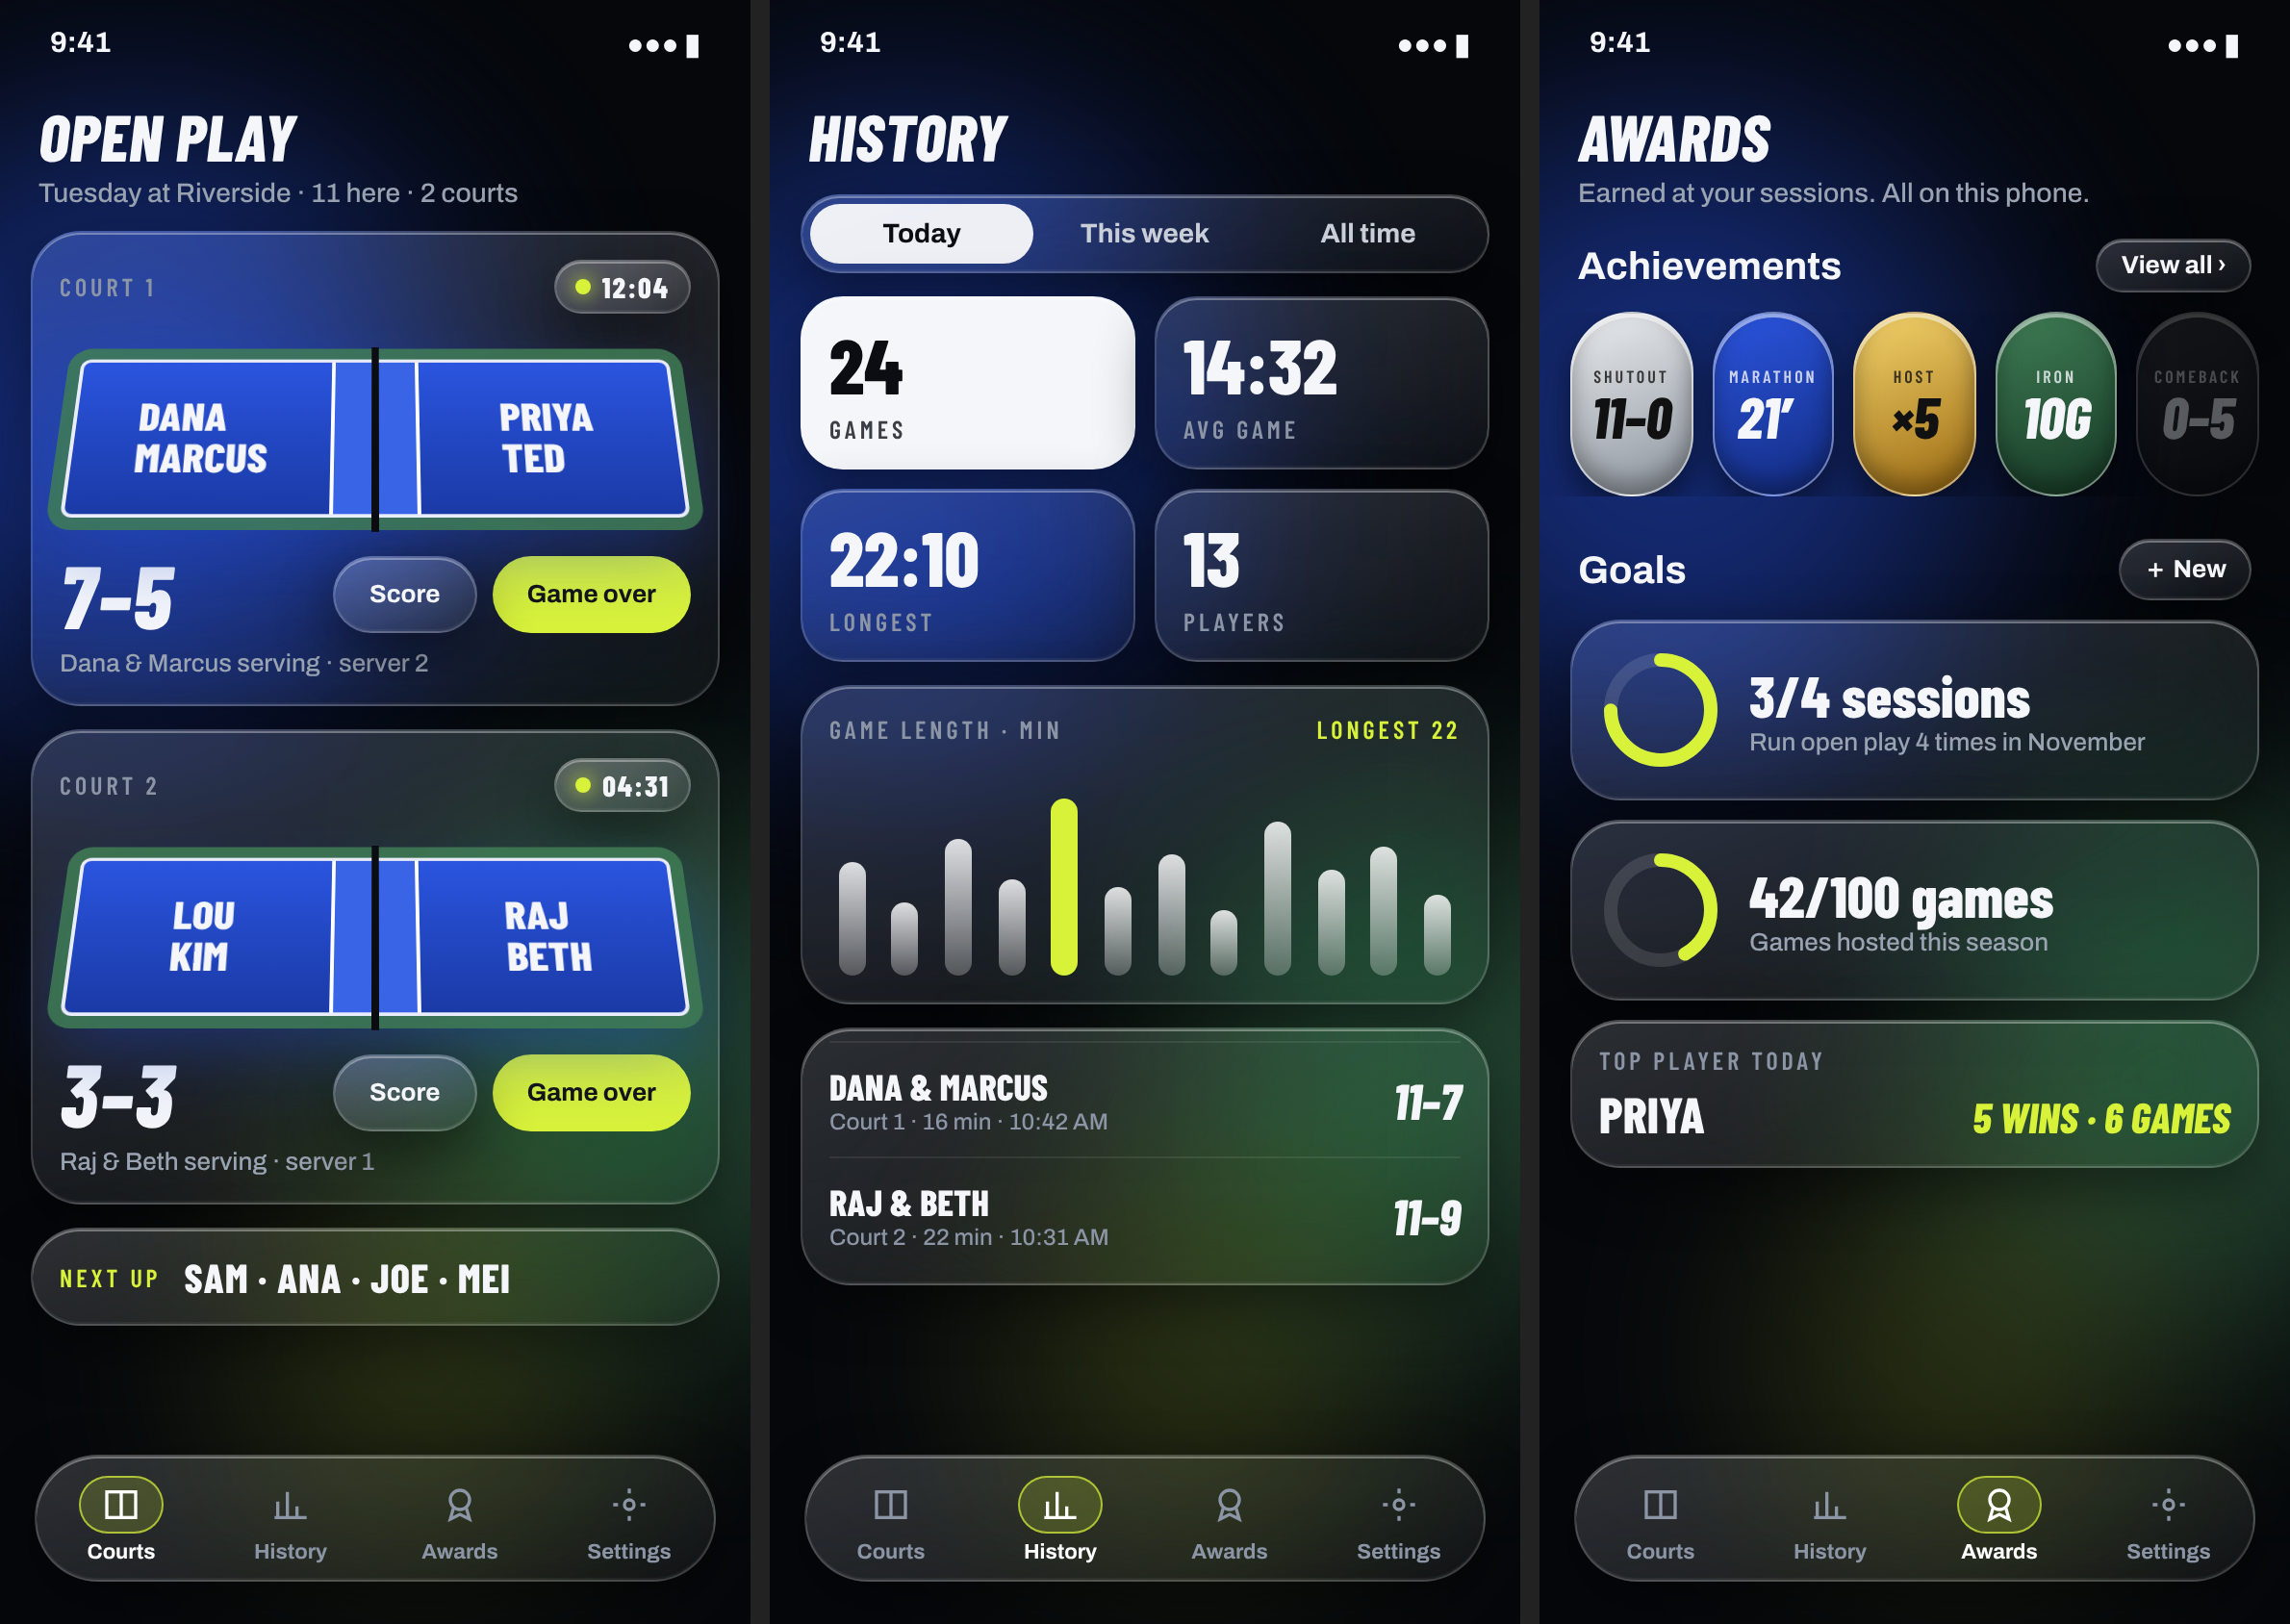 9:41
OPEN PLAY
Tuesday at Riverside · 11 here · 2 courts
COURT 1
12:04
DANA
MARCUS
PRIYA
TED
7–5
Score
Game over
Dana & Marcus serving · server 2
COURT 2
04:31
LOU
KIM
RAJ
BETH
3–3
Score
Game over
Raj & Beth serving · server 1
NEXT UP SAM · ANA · JOE · MEI
Courts
History
Awards
Settings
9:41
HISTORY
Today
This week
All time
24
GAMES
14:32
AVG GAME
22:10
LONGEST
13
PLAYERS
GAME LENGTH · MIN
LONGEST 22
DANA & MARCUS
Court 1 · 16 min · 10:42 AM
11–7
RAJ & BETH
Court 2 · 22 min · 10:31 AM
11–9
Courts
History
Awards
Settings
9:41
AWARDS
Earned at your sessions. All on this phone.
Achievements
View all ›
SHUTOUT
11–0
MARATHON
21′
HOST
×5
IRON
10G
COMEBACK
0–5
Goals
+ New
3/4 sessions
Run open play 4 times in November
42/100 games
Games hosted this season
TOP PLAYER TODAY
PRIYA
5 WINS · 6 GAMES
Courts
History
Awards
Settings